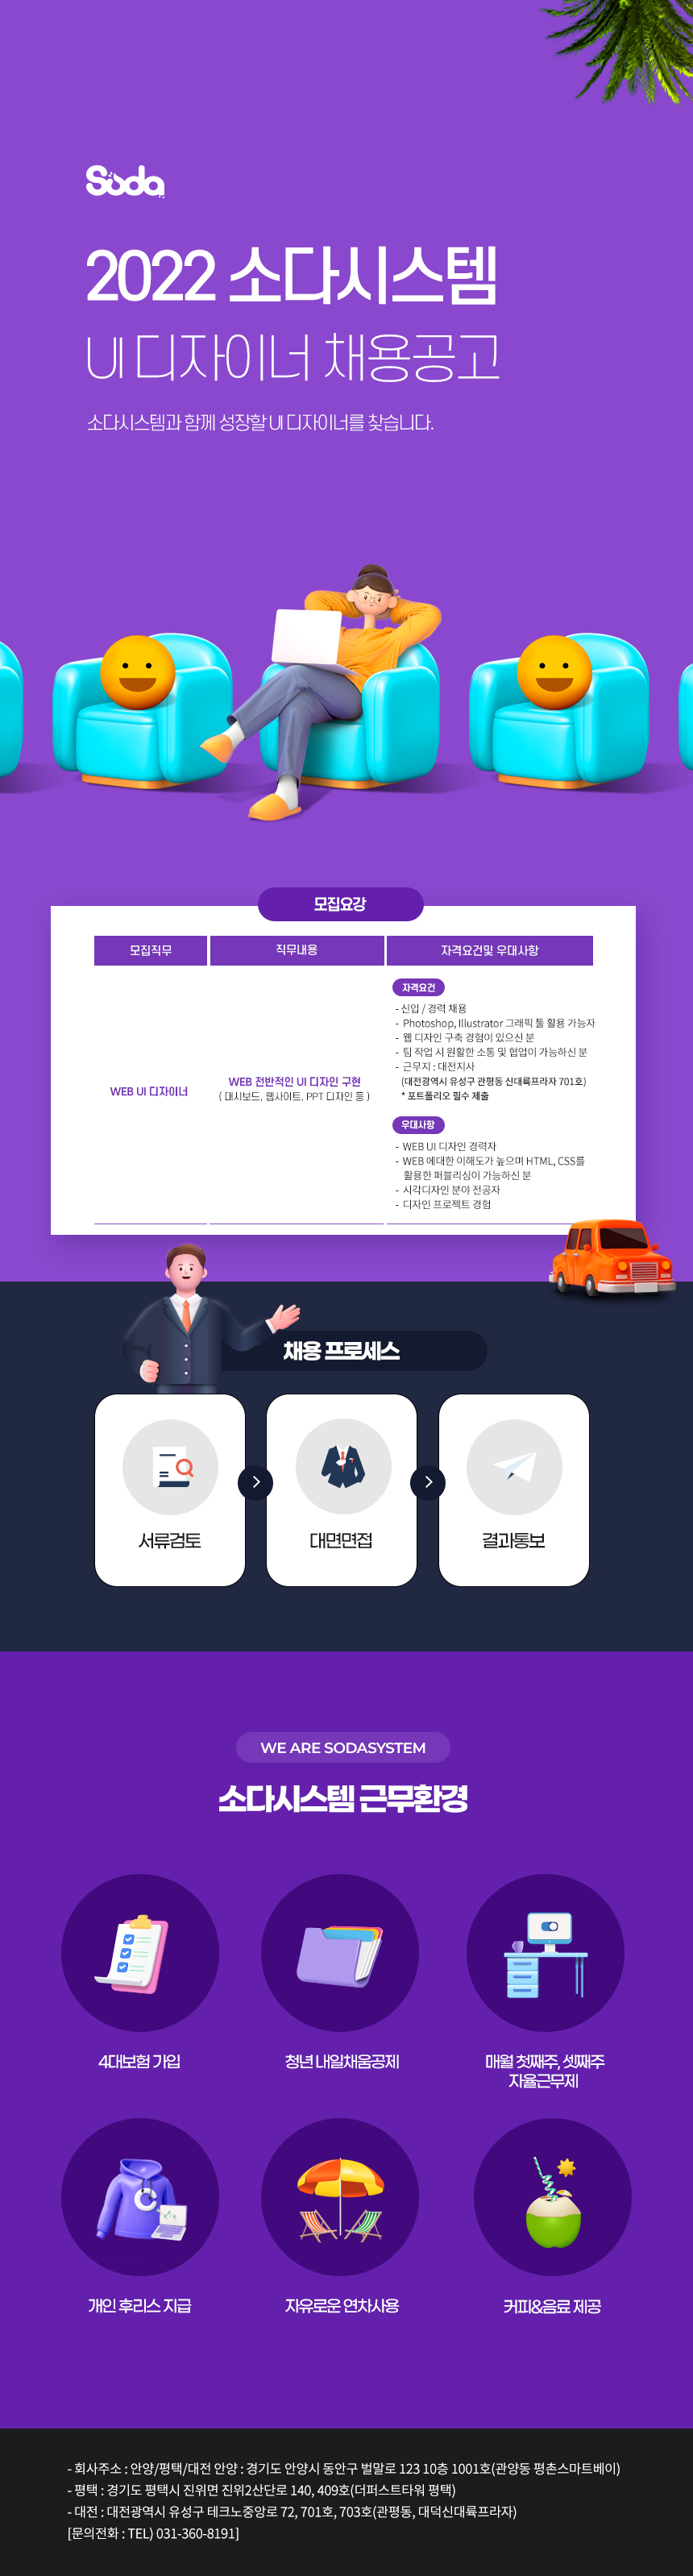 Soda
2022 소다시스템
UI 디자이너 채용공고
소다시스템과 함께 성장할 UI 디자이너를 찾습니다.
모집요강
모집직무
직무내용
자격요건및 우대사항
WEB UI 디자이너
WEB 전반적인 UI 디자인 구현
( 대시보드, 웹사이트, PPT 디자인 등 )
자격요건
- 신입 / 경력 채용
- Photoshop, Illustrator 그래픽 툴 활용 가능자
- 웹 디자인 구축 경험이 있으신 분
- 팀 작업 시 원활한 소통 및 협업이 가능하신 분
- 근무지 : 대전지사
(대전광역시 유성구 관평동 신대륙프라자 701호)
* 포트폴리오 필수 제출
우대사항
- WEB UI 디자인 경력자
- WEB 에대한 이해도가 높으며 HTML, CSS를
활용한 퍼블리싱이 가능하신 분
- 시각디자인 분야 전공자
- 디자인 프로젝트 경험
채용 프로세스
서류검토
대면면접
결과통보
WE ARE SODASYSTEM
소다시스템 근무환경
4대보험 가입
청년 내일채움공제
매월 첫째주, 셋째주
자율근무제
개인 후리스 지급
자유로운 연차사용
커피&음료 제공
- 회사주소 : 안양/평택/대전 안양 : 경기도 안양시 동안구 벌말로 123 10층 1001호(관양동 평촌스마트베이)
- 평택 : 경기도 평택시 진위면 진위2산단로 140, 409호(더퍼스트타워 평택)
- 대전 : 대전광역시 유성구 테크노중앙로 72, 701호, 703호(관평동, 대덕신대륙프라자)
[문의전화 : TEL) 031-360-8191]